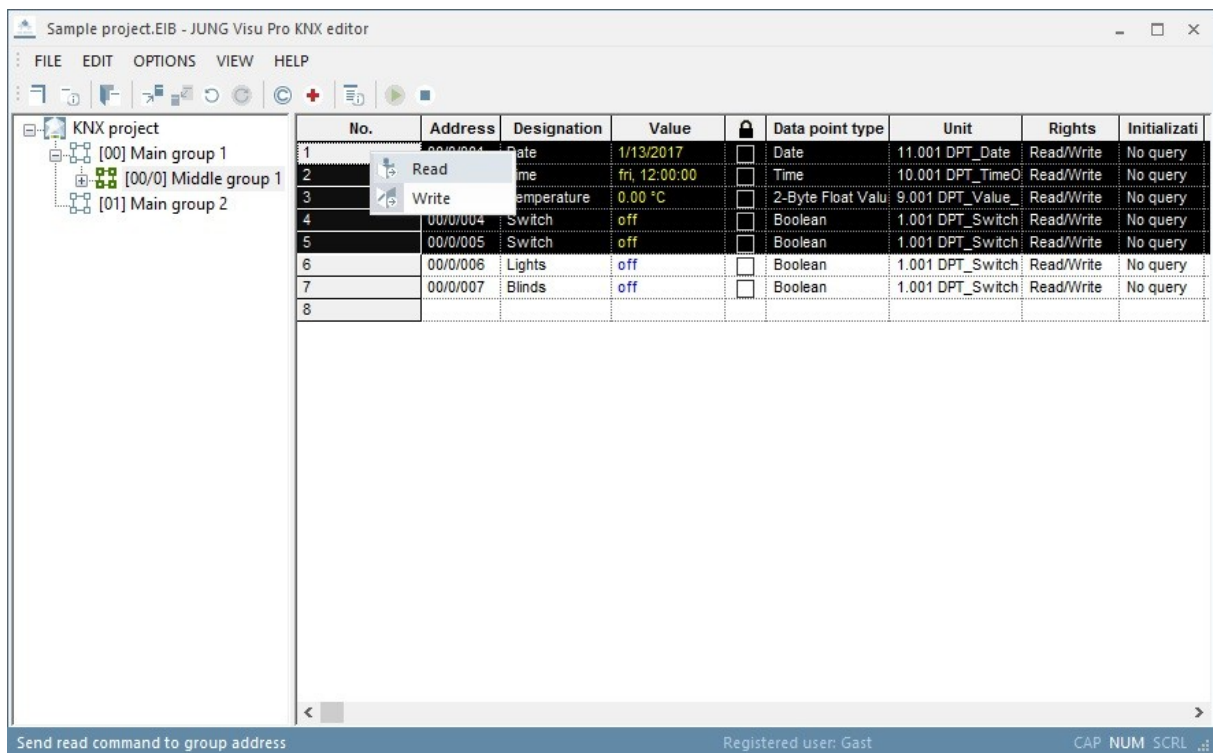 Sample project.EIB - JUNG Visu Pro KNX editor
FILE EDIT OPTIONS VIEW HELP
KNX project
[00] Main group 1
[00/0] Middle group 1
[01] Main group 2
No. Address Designation Value Data point type Unit Rights Initializati
1 Date 1/13/2017 Date 11.001 DPT_Date Read/Write No query
2 fri, 12:00:00 Time 10.001 DPT_TimeO Read/Write No query
3 0.00 °C 2-Byte Float Valu 9.001 DPT_Value_ Read/Write No query
4 00/0/004 Switch off Boolean 1.001 DPT_Switch Read/Write No query
5 00/0/005 Switch off Boolean 1.001 DPT_Switch Read/Write No query
6 00/0/006 Lights off Boolean 1.001 DPT_Switch Read/Write No query
7 00/0/007 Blinds off Boolean 1.001 DPT_Switch Read/Write No query
8
Read
Write
Send read command to group address Registered user: Gast CAP NUM SCRL